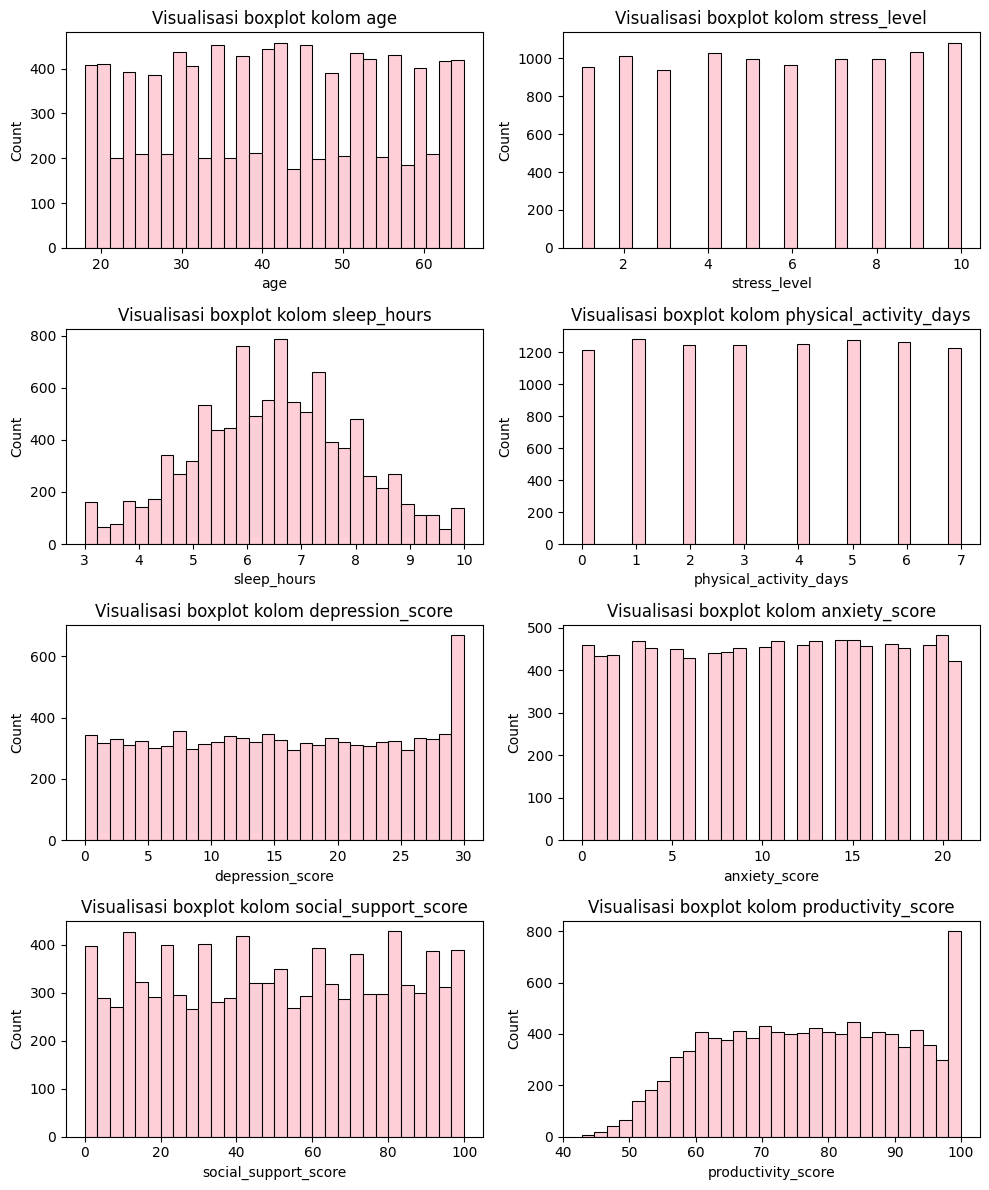 Visualisasi boxplot kolom age
400
300
200
100
0
Count
20 30 40 50 60
age
Visualisasi boxplot kolom stress_level
1000
800
600
400
200
0
Count
2 4 6 8 10
stress_level
Visualisasi boxplot kolom sleep_hours
800
600
400
200
0
Count
3 4 5 6 7 8 9 10
sleep_hours
Visualisasi boxplot kolom physical_activity_days
1200
1000
800
600
400
200
0
Count
0 1 2 3 4 5 6 7
physical_activity_days
Visualisasi boxplot kolom depression_score
600
400
200
0
Count
0 5 10 15 20 25 30
depression_score
Visualisasi boxplot kolom anxiety_score
500
400
300
200
100
0
Count
0 5 10 15 20
anxiety_score
Visualisasi boxplot kolom social_support_score
400
300
200
100
0
Count
0 20 40 60 80 100
social_support_score
Visualisasi boxplot kolom productivity_score
800
600
400
200
0
Count
40 50 60 70 80 90 100
productivity_score